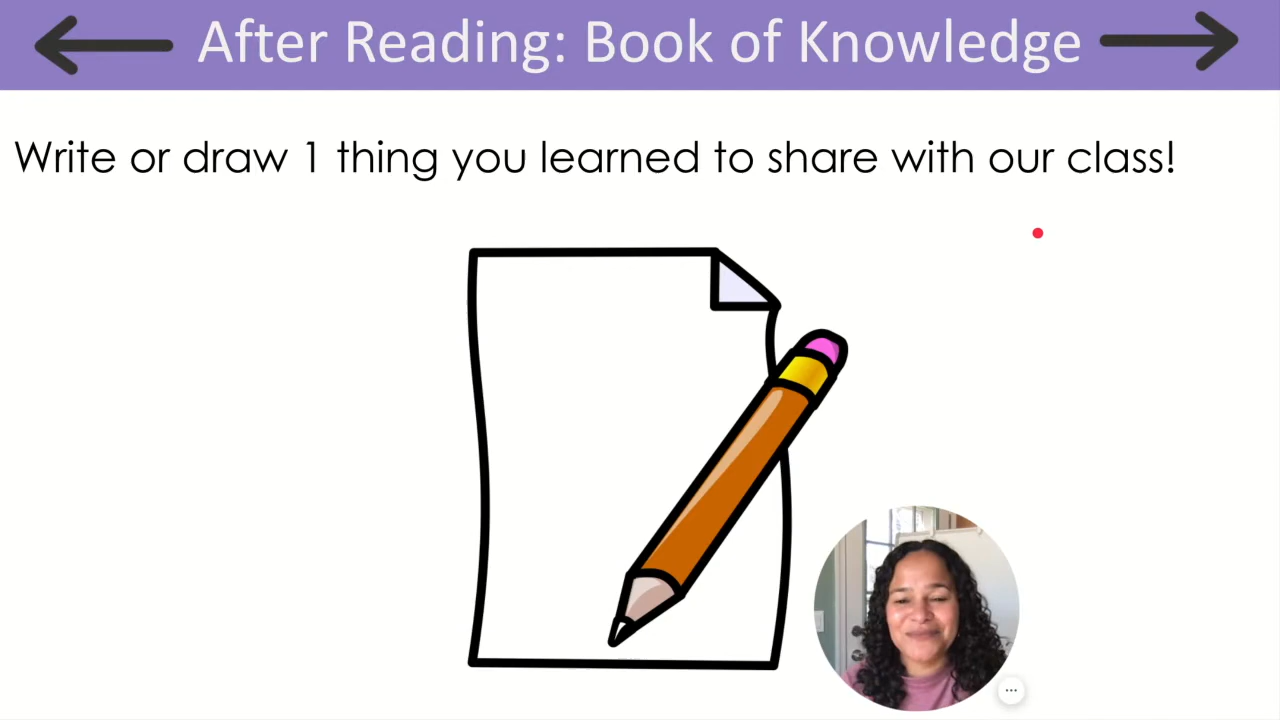 After Reading: Book of Knowledge
Write or draw 1 thing you learned to share with our class!